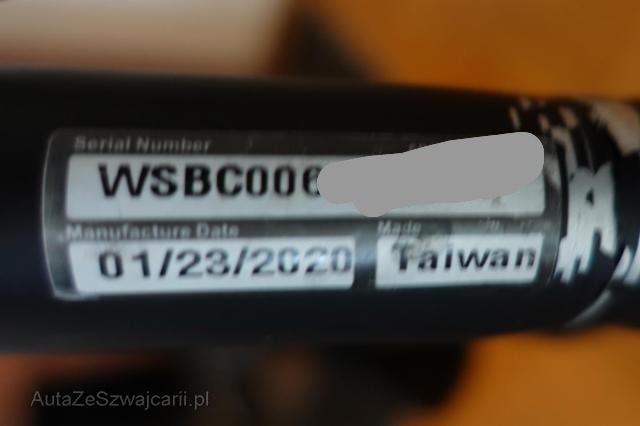 Serial Number
WSBC006
Manufacture Date Made
01/23/2020 Taiwan
AutaZeSzwajcarii.pl